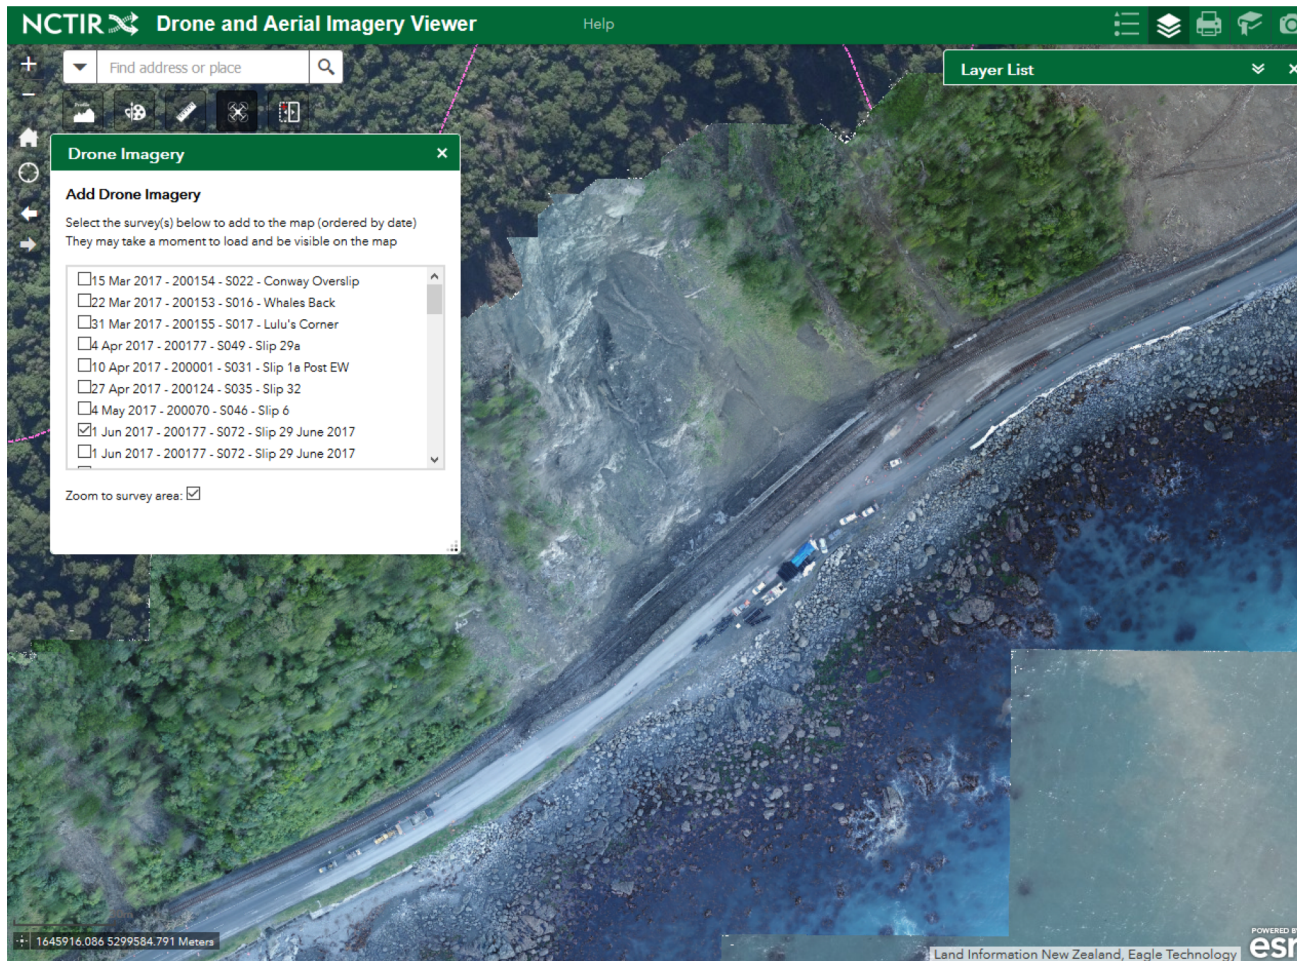 NCTIR Drone and Aerial Imagery Viewer Help
Find address or place
Layer List
Drone Imagery
Add Drone Imagery
Select the survey(s) below to add to the map (ordered by date)
They may take a moment to load and be visible on the map
15 Mar 2017 - 200154 - S022 - Conway Overslip
22 Mar 2017 - 200153 - S016 - Whales Back
31 Mar 2017 - 200155 - S017 - Lulu's Corner
4 Apr 2017 - 200177 - S049 - Slip 29a
10 Apr 2017 - 200001 - S031 - Slip 1a Post EW
27 Apr 2017 - 200124 - S035 - Slip 32
4 May 2017 - 200070 - S046 - Slip 6
1 Jun 2017 - 200177 - S072 - Slip 29 June 2017
1 Jun 2017 - 200177 - S072 - Slip 29 June 2017
Zoom to survey area:
1645916.086 5299584.791 Meters
Land Information New Zealand, Eagle Technology
POWERED BY
esr